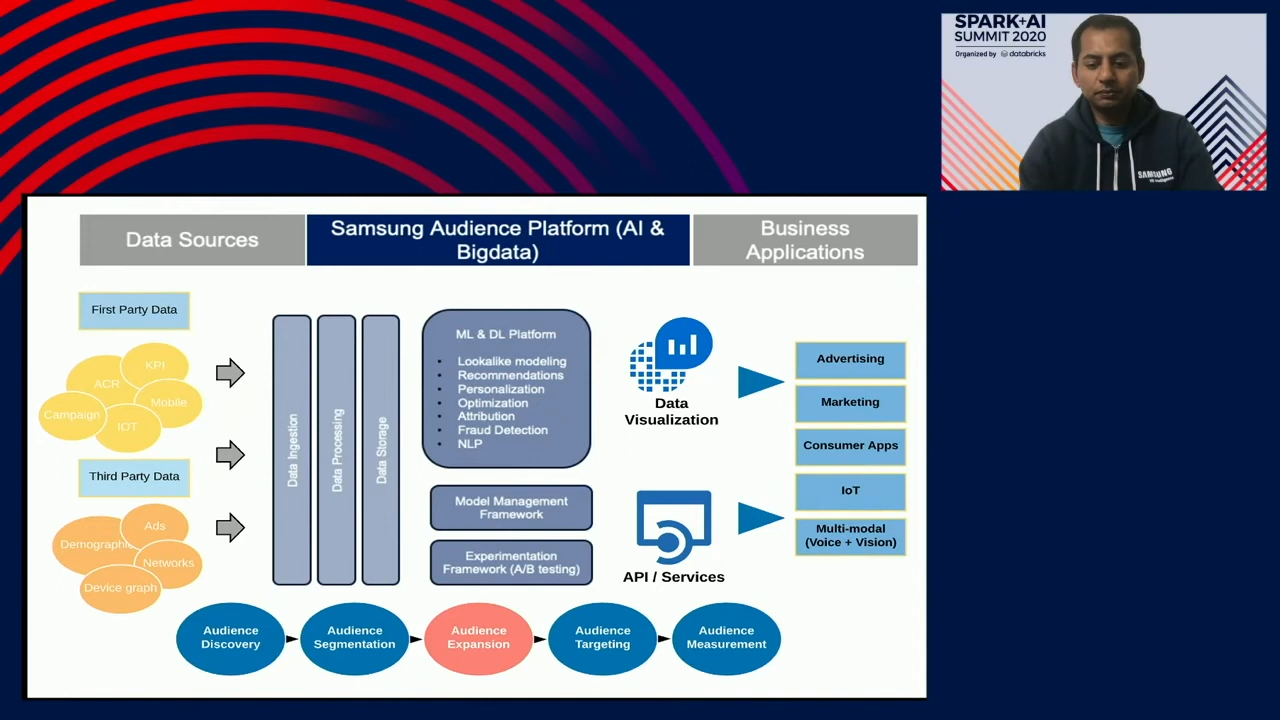 SPARK+AI
SUMMIT 2020
Organized by databricks
SAMSUNG
Data Sources
Samsung Audience Platform (AI &
Bigdata)
Business
Applications
First Party Data
KPI
ACR
Mobile
Campaign
IOT
Third Party Data
Ads
Demographic
Networks
Device graph
Data Ingestion
Data Processing
Data Storage
ML & DL Platform
• Lookalike modeling
• Recommendations
• Personalization
• Optimization
• Attribution
• Fraud Detection
• NLP
Model Management
Framework
Experimentation
Framework (A/B testing)
Data
Visualization
API / Services
Advertising
Marketing
Consumer Apps
IoT
Multi-modal
(Voice + Vision)
Audience
Discovery
Audience
Segmentation
Audience
Expansion
Audience
Targeting
Audience
Measurement